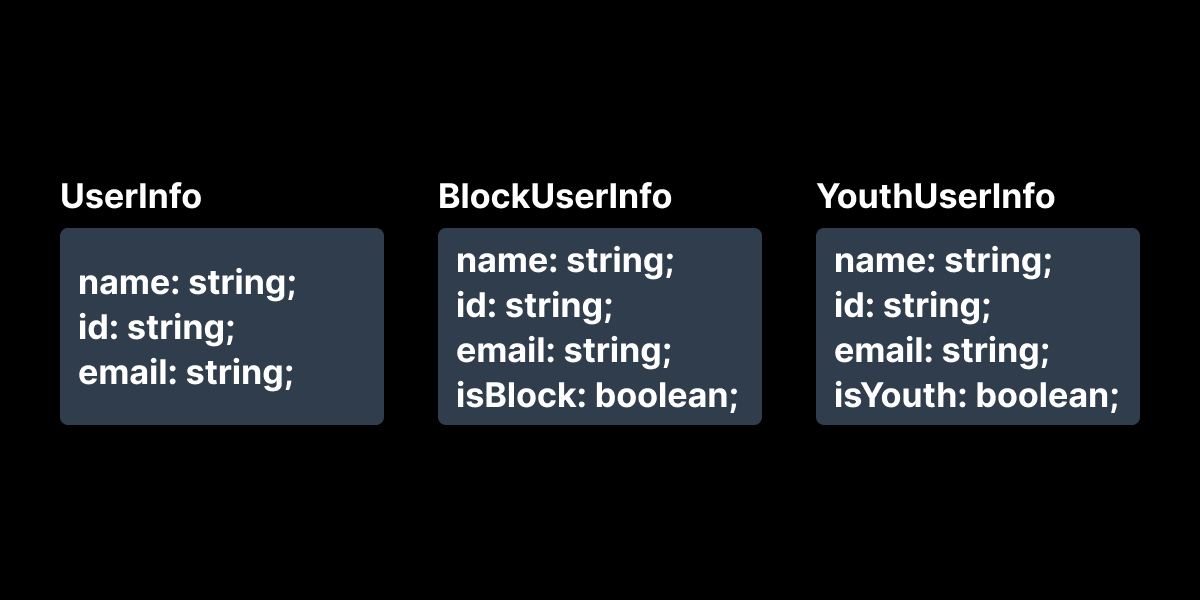 UserInfo
name: string;
id: string;
email: string;
BlockUserInfo
name: string;
id: string;
email: string;
isBlock: boolean;
YouthUserInfo
name: string;
id: string;
email: string;
isYouth: boolean;